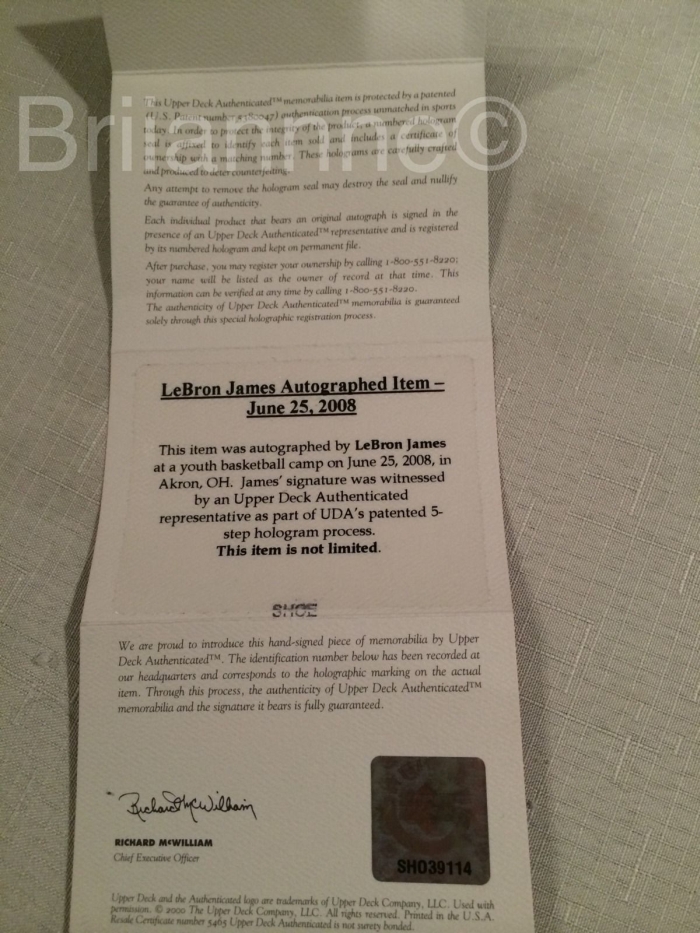 This Upper Deck Authenticated™ memorabilia item is protected by a patented
(U.S. Patent number 5380047) authentication process unmatched in sports
today. In order to protect the integrity of the product, a numbered hologram
seal is affixed to identify each item sold and includes a certificate of
ownership with a matching number. These holograms are carefully crafted
and produced to deter counterfeiting.
Any attempt to remove the hologram seal may destroy the seal and nullify
the guarantee of authenticity.
Each individual product that bears an original autograph is signed in the
presence of an Upper Deck Authenticated™ representative and is registered
by its numbered hologram and kept on permanent file.
After purchase, you may register your ownership by calling 1-800-551-8220;
your name will be listed as the owner of record at that time. This
information can be verified at any time by calling 1-800-551-8220.
The authenticity of Upper Deck Authenticated™ memorabilia is guaranteed
solely through this special holographic registration process.
LeBron James Autographed Item –
June 25, 2008
This item was autographed by LeBron James
at a youth basketball camp on June 25, 2008, in
Akron, OH. James' signature was witnessed
by an Upper Deck Authenticated
representative as part of UDA's patented 5-
step hologram process.
This item is not limited.
SHOE
We are proud to introduce this hand-signed piece of memorabilia by Upper
Deck Authenticated™. The identification number below has been recorded at
our headquarters and corresponds to the holographic marking on the actual
item. Through this process, the authenticity of Upper Deck Authenticated™
memorabilia and the signature it bears is fully guaranteed.
Richard McWilliam
RICHARD McWILLIAM
Chief Executive Officer
SHO39114
Upper Deck and the Authenticated logo are trademarks of Upper Deck Company, LLC. Used with
permission. © 2000 The Upper Deck Company, LLC. All rights reserved. Printed in the U.S.A.
Resale Certificate number 5463 Upper Deck Authenticated is not surety bonded.